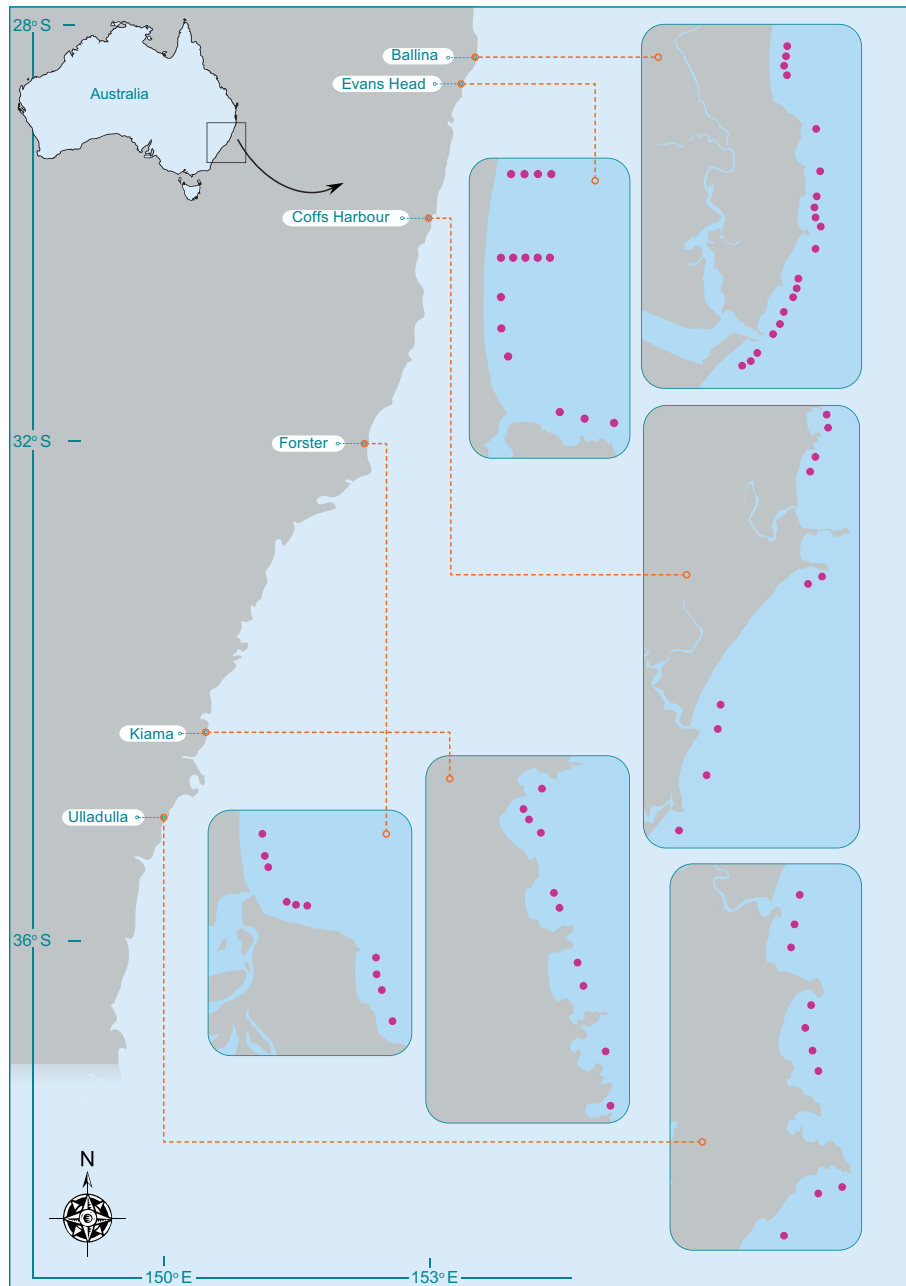 28° S
Australia
Ballina
Evans Head
Coffs Harbour
32° S
Forster
Kiama
Ulladulla
36° S
N
150° E
153° E